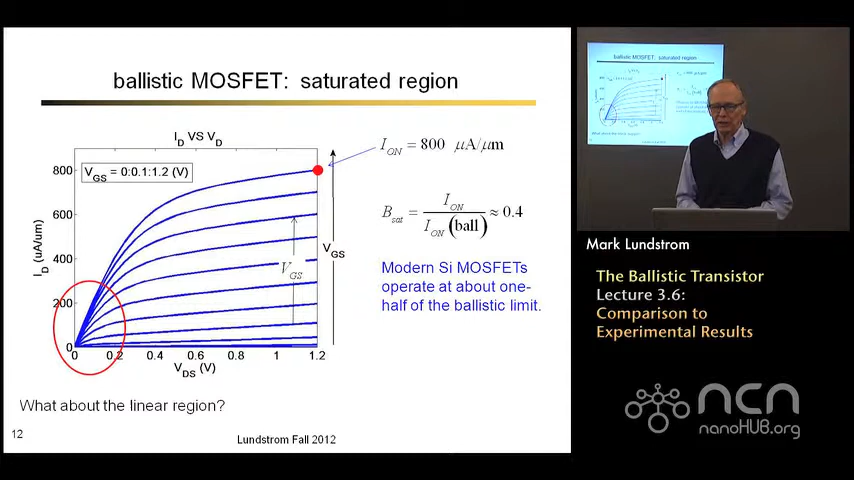 ballistic MOSFET: saturated region
I_D VS V_D
V_GS = 0:0.1:1.2 (V)
800
600
400
200
0
I_D (uA/um)
0
0.2
0.4
0.6
0.8
1
1.2
V_DS (V)
V_GS
V_GS
I_ON = 800 μA/μm
B_sat = I_ON / I_ON(ball) ≈ 0.4
Modern Si MOSFETs
operate at about one-
half of the ballistic limit.
What about the linear region?
12
Lundstrom Fall 2012
ballistic MOSFET: saturated region
Mark Lundstrom
The Ballistic Transistor
Lecture 3.6:
Comparison to
Experimental Results
ncn
nanoHUB.org